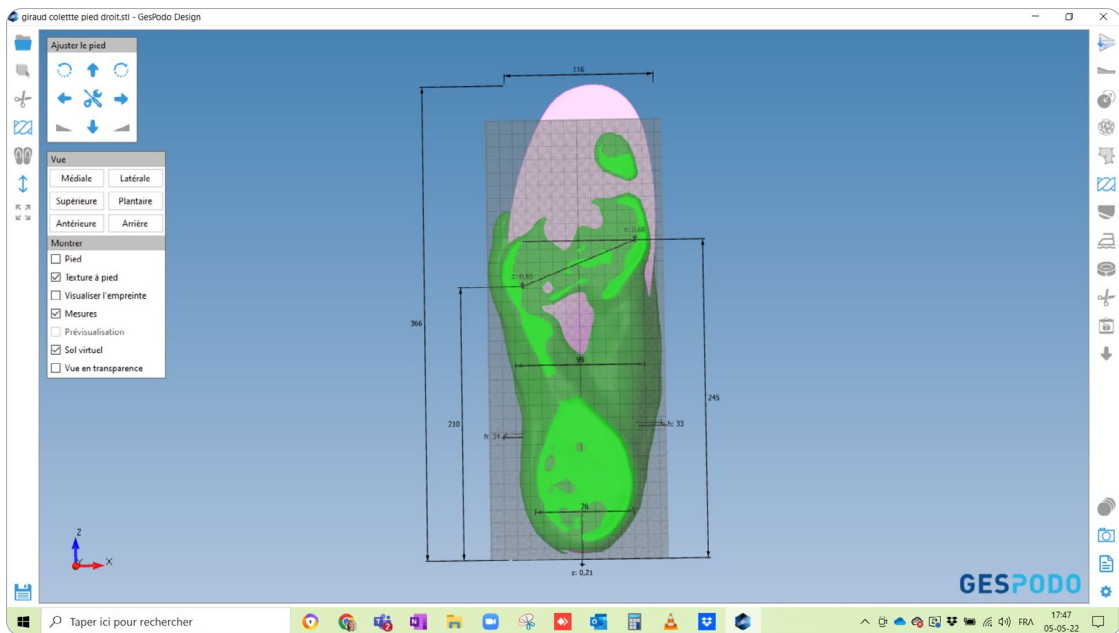 giraud colettte pied droit.stl - GesPodo Design
Ajuster le pied
Vue
Médiale Latérale
Supérieure Plantaire
Antérieure Arrière
Montrer
Pied
Texture à pied
Visualiser l'empreinte
Mesures
Prévisualisation
Sol virtuel
Vue en transparence
116
z: 0,68
z: 0,65
366
99
245
210
h: 34
h: 33
76
z: 0,21
Z
X
GESPODO
Taper ici pour rechercher
FRA
17:47
05-05-22